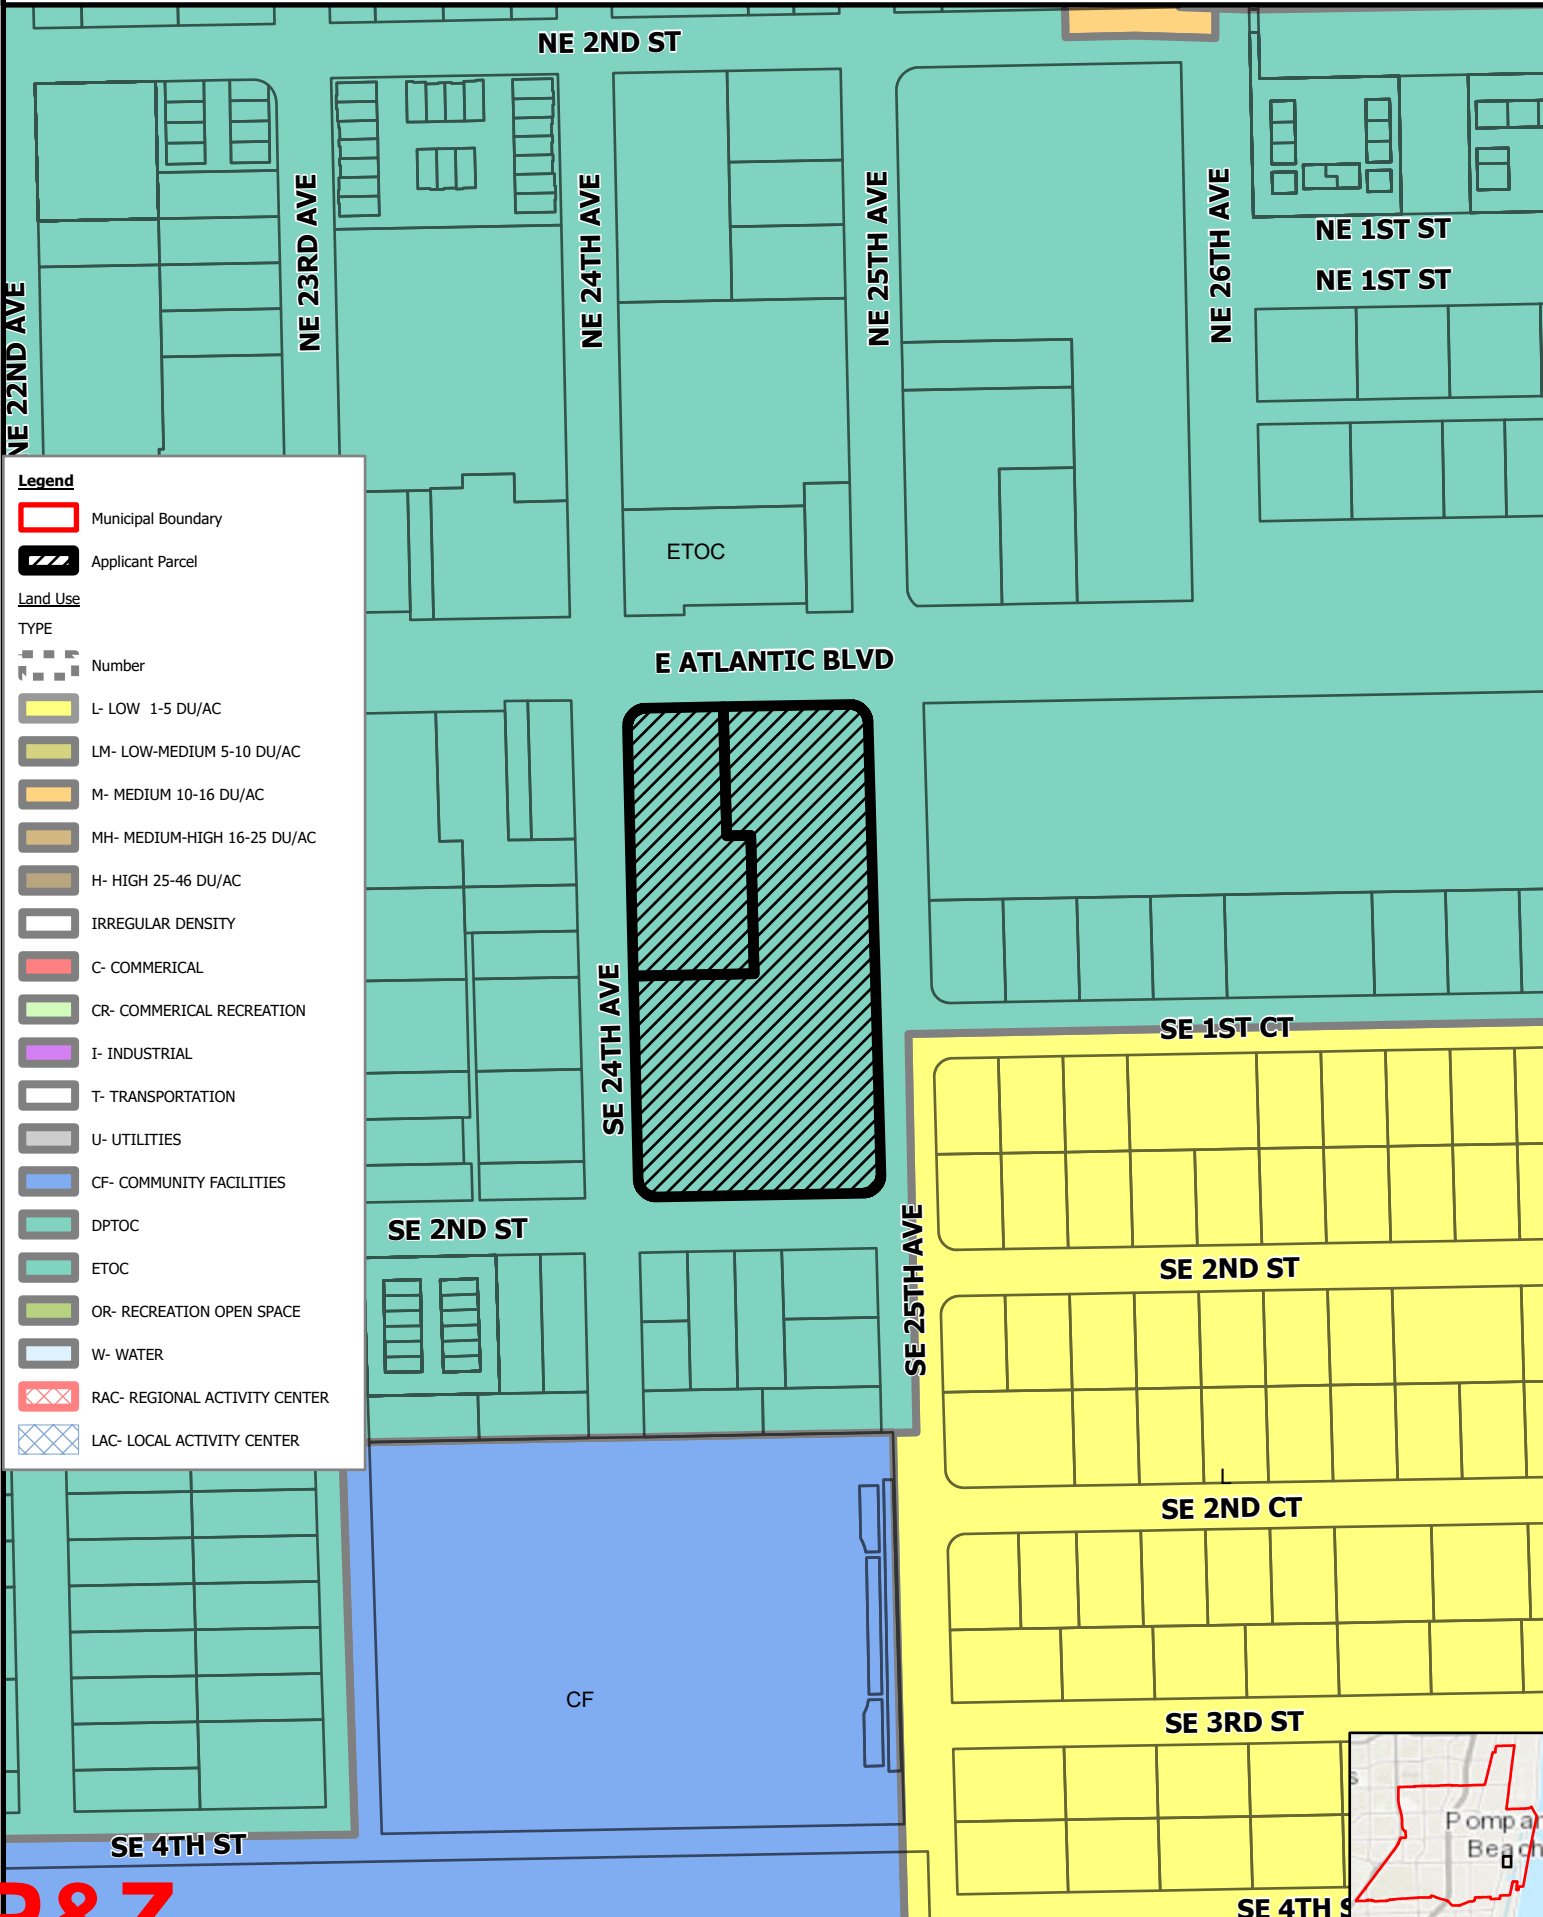 NE 2ND ST
NE 22ND AVE
NE 23RD AVE
NE 24TH AVE
NE 25TH AVE
NE 26TH AVE
NE 1ST ST
NE 1ST ST
Legend
Municipal Boundary
Applicant Parcel
Land Use
TYPE
Number
L- LOW 1-5 DU/AC
LM- LOW-MEDIUM 5-10 DU/AC
M- MEDIUM 10-16 DU/AC
MH- MEDIUM-HIGH 16-25 DU/AC
H- HIGH 25-46 DU/AC
IRREGULAR DENSITY
C- COMMERICAL
CR- COMMERICAL RECREATION
I- INDUSTRIAL
T- TRANSPORTATION
U- UTILITIES
CF- COMMUNITY FACILITIES
DPTOC
ETOC
OR- RECREATION OPEN SPACE
W- WATER
RAC- REGIONAL ACTIVITY CENTER
LAC- LOCAL ACTIVITY CENTER
ETOC
E ATLANTIC BLVD
SE 24TH AVE
SE 1ST CT
SE 2ND ST
SE 25TH AVE
SE 2ND ST
L
SE 2ND CT
CF
SE 3RD ST
SE 4TH ST
P&Z
SE 4TH S
s
Pompan
Beach